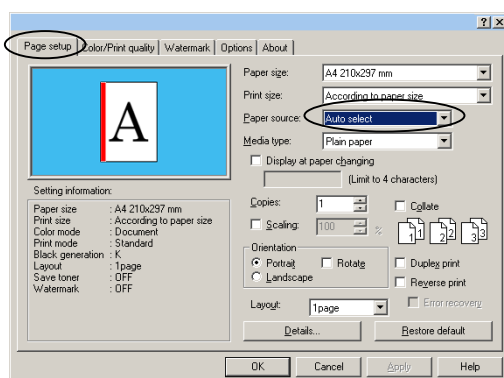 ? x
Page setup Color/Print quality Watermark Options About
A
Paper size: A4 210x297 mm
Print size: According to paper size
Paper source: Auto select
Media type: Plain paper
Display at paper changing
(Limit to 4 characters)
Setting information:
Paper size : A4 210x297 mm
Print size : According to paper size
Color mode : Document
Print mode : Standard
Black generation : K
Layout : 1page
Save toner : OFF
Watermark : OFF
Copies: 1 Collate
Scaling: 100 %
1 1 2 2 3 3
Orientation
Portrait Rotate Duplex print
Landscape Reverse print
Layout: 1page Error recovery
Details... Restore default
OK Cancel Apply Help